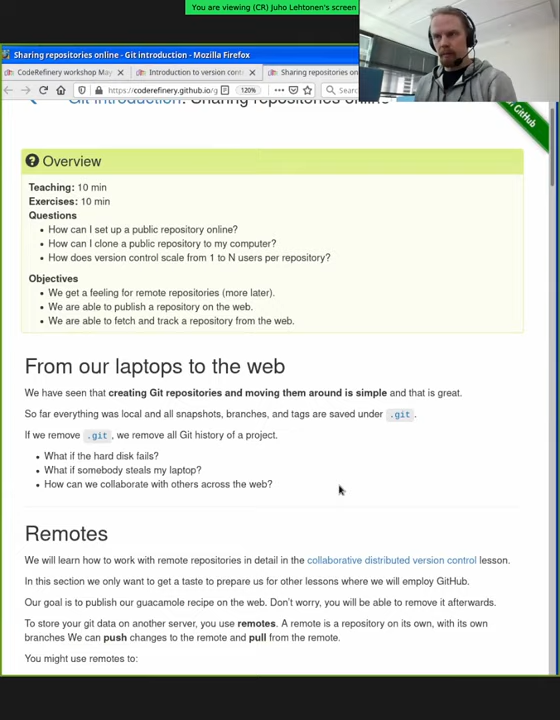 You are viewing (CR) Juho Lehtonen's screen
Sharing repositories online - Git introduction - Mozilla Firefox
CodeRefinery workshop May
Introduction to version cont
Sharing repositories on
https://coderefinery.github.io/g
120%
Sear
Git introduction: Sharing repositories online
GitHub
Overview
Teaching: 10 min
Exercises: 10 min
Questions
• How can I set up a public repository online?
• How can I clone a public repository to my computer?
• How does version control scale from 1 to N users per repository?
Objectives
• We get a feeling for remote repositories (more later).
• We are able to publish a repository on the web.
• We are able to fetch and track a repository from the web.
From our laptops to the web
We have seen that creating Git repositories and moving them around is simple and that is great.
So far everything was local and all snapshots, branches, and tags are saved under .git.
If we remove .git, we remove all Git history of a project.
• What if the hard disk fails?
• What if somebody steals my laptop?
• How can we collaborate with others across the web?
Remotes
We will learn how to work with remote repositories in detail in the collaborative distributed version control lesson.
In this section we only want to get a taste to prepare us for other lessons where we will employ GitHub.
Our goal is to publish our guacamole recipe on the web. Don't worry, you will be able to remove it afterwards.
To store your git data on another server, you use remotes. A remote is a repository on its own, with its own
branches We can push changes to the remote and pull from the remote.
You might use remotes to: